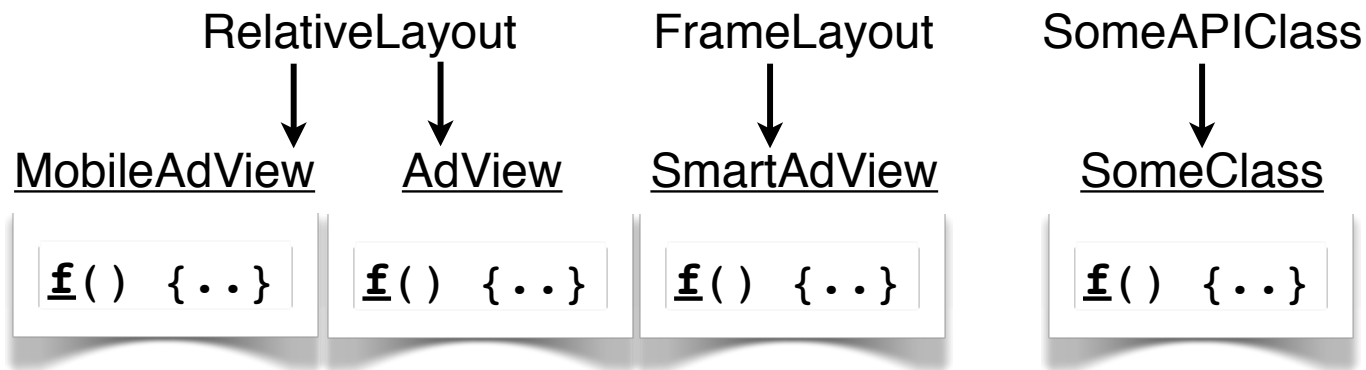 RelativeLayout FrameLayout SomeAPIClass
MobileAdView AdView SmartAdView SomeClass
f() {..} f() {..} f() {..} f() {..}